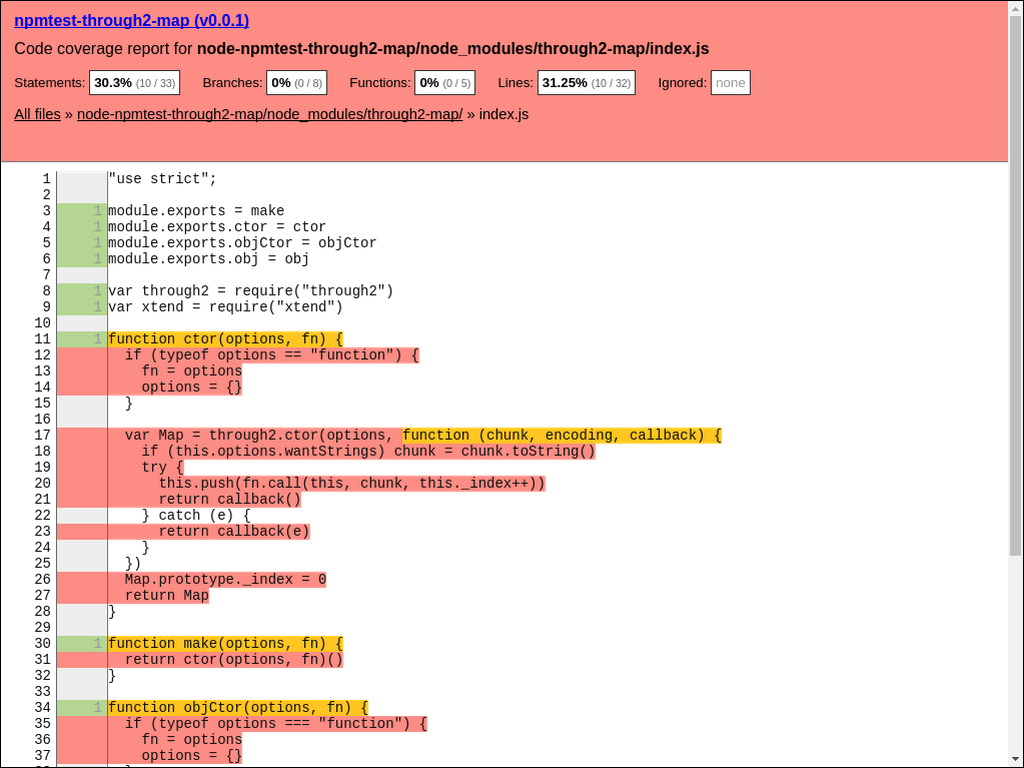 npmtest-through2-map (v0.0.1)
Code coverage report for node-npmtest-through2-map/node_modules/through2-map/index.js
Statements: 30.3% (10 / 33) Branches: 0% (0 / 8) Functions: 0% (0 / 5) Lines: 31.25% (10 / 32) Ignored: none
All files » node-npmtest-through2-map/node_modules/through2-map/ » index.js
1 "use strict";
2
3 1 module.exports = make
4 1 module.exports.ctor = ctor
5 1 module.exports.objCtor = objCtor
6 1 module.exports.obj = obj
7
8 1 var through2 = require("through2")
9 1 var xtend = require("xtend")
10
11 1 function ctor(options, fn) {
12   if (typeof options == "function") {
13     fn = options
14     options = {}
15   }
16
17   var Map = through2.ctor(options, function (chunk, encoding, callback) {
18     if (this.options.wantStrings) chunk = chunk.toString()
19     try {
20       this.push(fn.call(this, chunk, this._index++))
21       return callback()
22     } catch (e) {
23       return callback(e)
24     }
25   })
26   Map.prototype._index = 0
27   return Map
28 }
29
30 1 function make(options, fn) {
31   return ctor(options, fn)()
32 }
33
34 1 function objCtor(options, fn) {
35   if (typeof options === "function") {
36     fn = options
37     options = {}